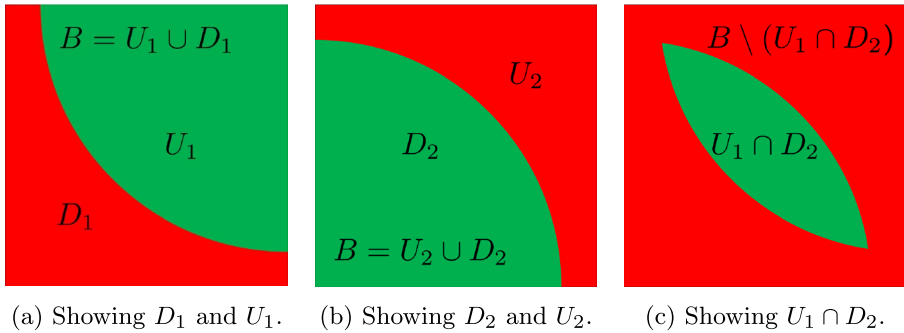 B = U₁ ∪ D₁
U₁
D₁
(a) Showing D₁ and U₁.
U₂
D₂
B = U₂ ∪ D₂
(b) Showing D₂ and U₂.
B \ (U₁ ∩ D₂)
U₁ ∩ D₂
(c) Showing U₁ ∩ D₂.